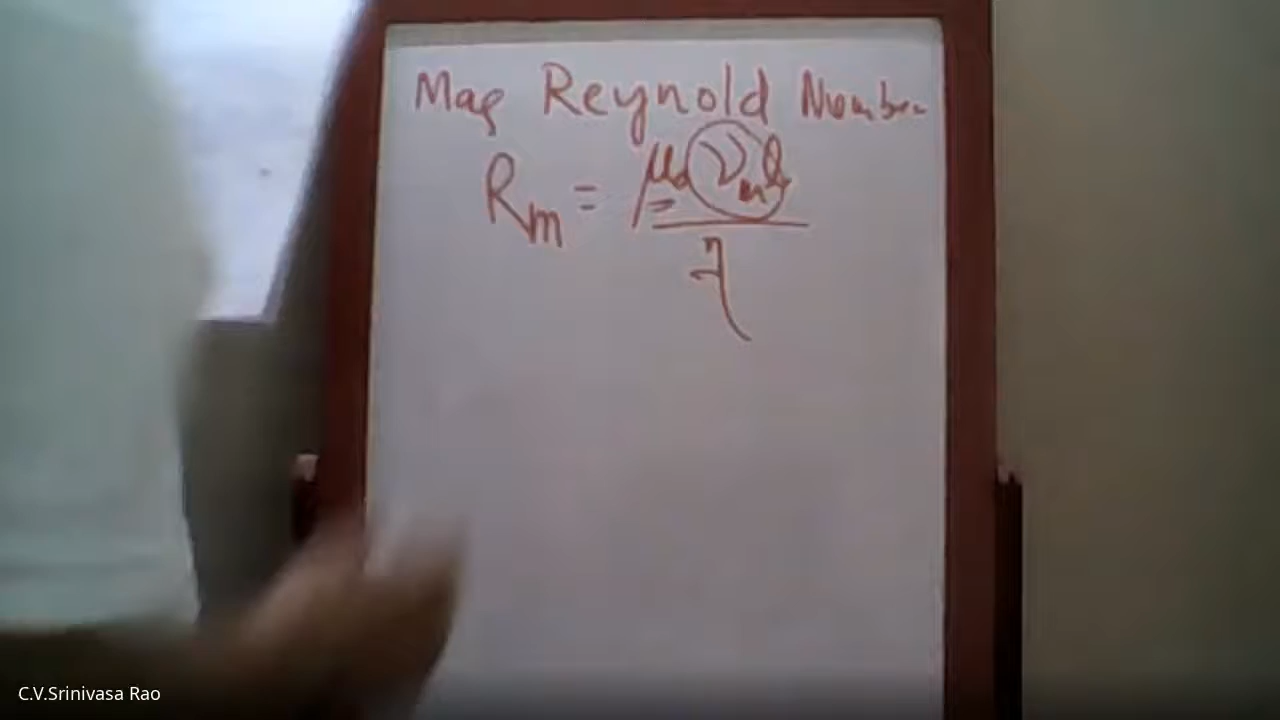 Mag Reynold Number
Rm = μ₀ vm l
η
C.V.Srinivasa Rao